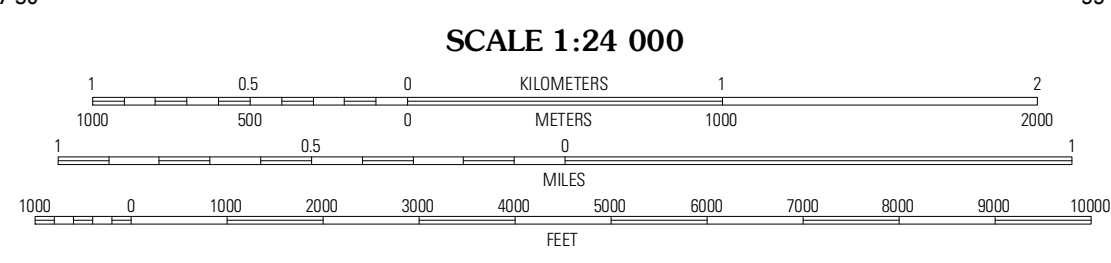 SCALE 1:24 000
1 0.5 0 KILOMETERS 1 2
1000 500 0 METERS 1000 2000
1 0.5 0 1
MILES
1000 0 1000 2000 3000 4000 5000 6000 7000 8000 9000 10000
FEET